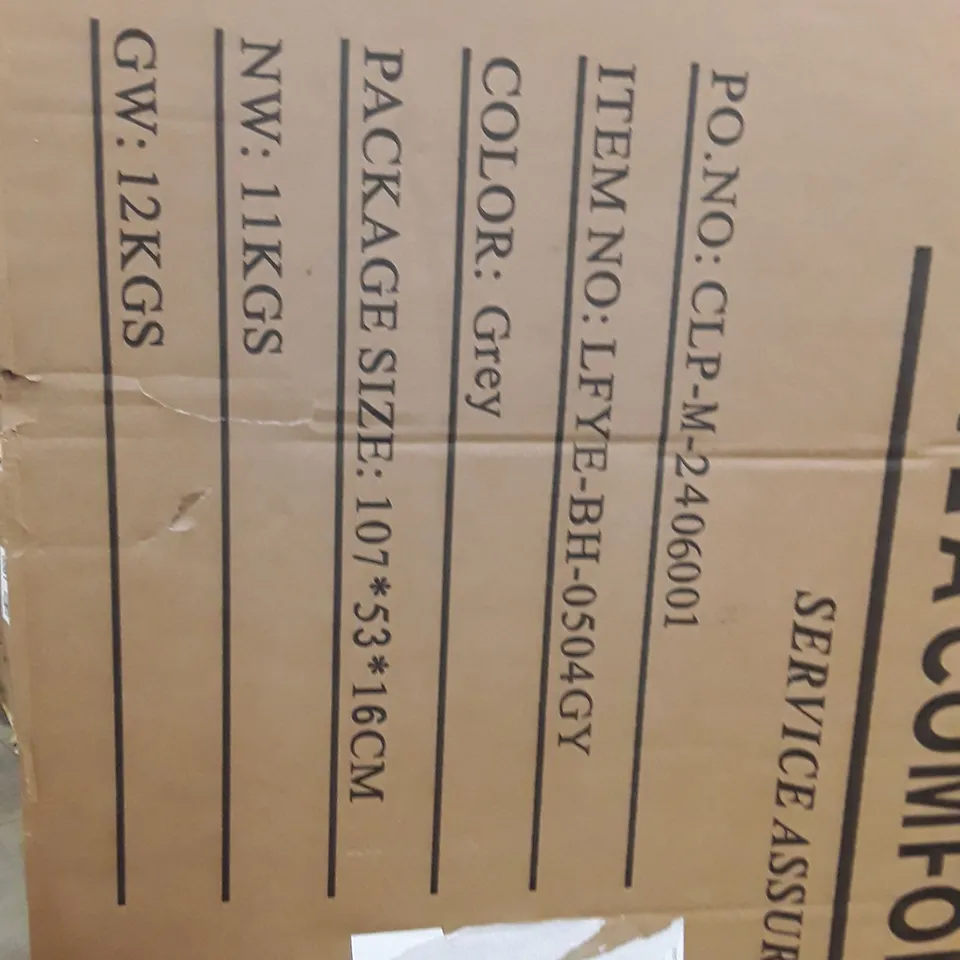 SERVICE
PO.NO: CLP-M-2406001
ITEM NO: LFYE-BH-0504GY
COLOR: Grey
PACKAGE SIZE: 107*53*16CM
NW: 11KGS
GW: 12KGS